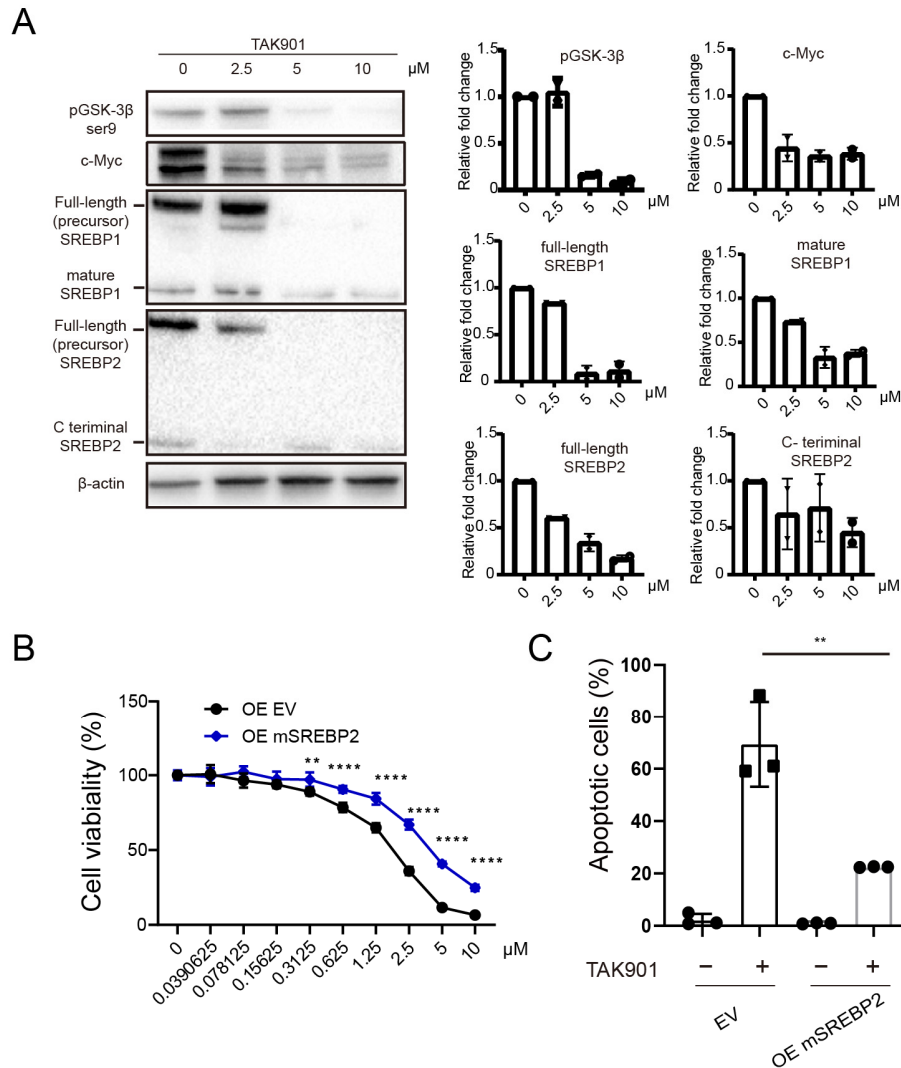 A
TAK901
0 2.5 5 10 μM
pGSK-3β
ser9
c-Myc
Full-length
(precursor)
SREBP1
mature
SREBP1
Full-length
(precursor)
SREBP2
C teriminal
SREBP2
β-actin
pGSK-3β
Relative fold change
1.5
1.0
0.5
0
0 2.5 5 10 μM
c-Myc
Relative fold change
1.5
1.0
0.5
0
0 2.5 5 10 μM
full-length
SREBP1
Relative fold change
1.5
1.0
0.5
0
0 2.5 5 10 μM
mature
SREBP1
Relative fold change
1.5
1.0
0.5
0
0 2.5 5 10 μM
full-length
SREBP2
Relative fold change
1.5
1.0
0.5
0
0 2.5 5 10 μM
C- teriminal
SREBP2
Relative fold change
1.5
1.0
0.5
0
0 2.5 5 10 μM
B
OE EV
OE mSREBP2
Cell viabiality (%)
150
100
50
0
** **** **** **** **** ****
0 0.0390625 0.078125 0.15625 0.3125 0.625 1.25 2.5 5 10 μM
C
**
Apoptotic cells (%)
100
80
60
40
20
0
TAK901 − + − +
EV OE mSREBP2